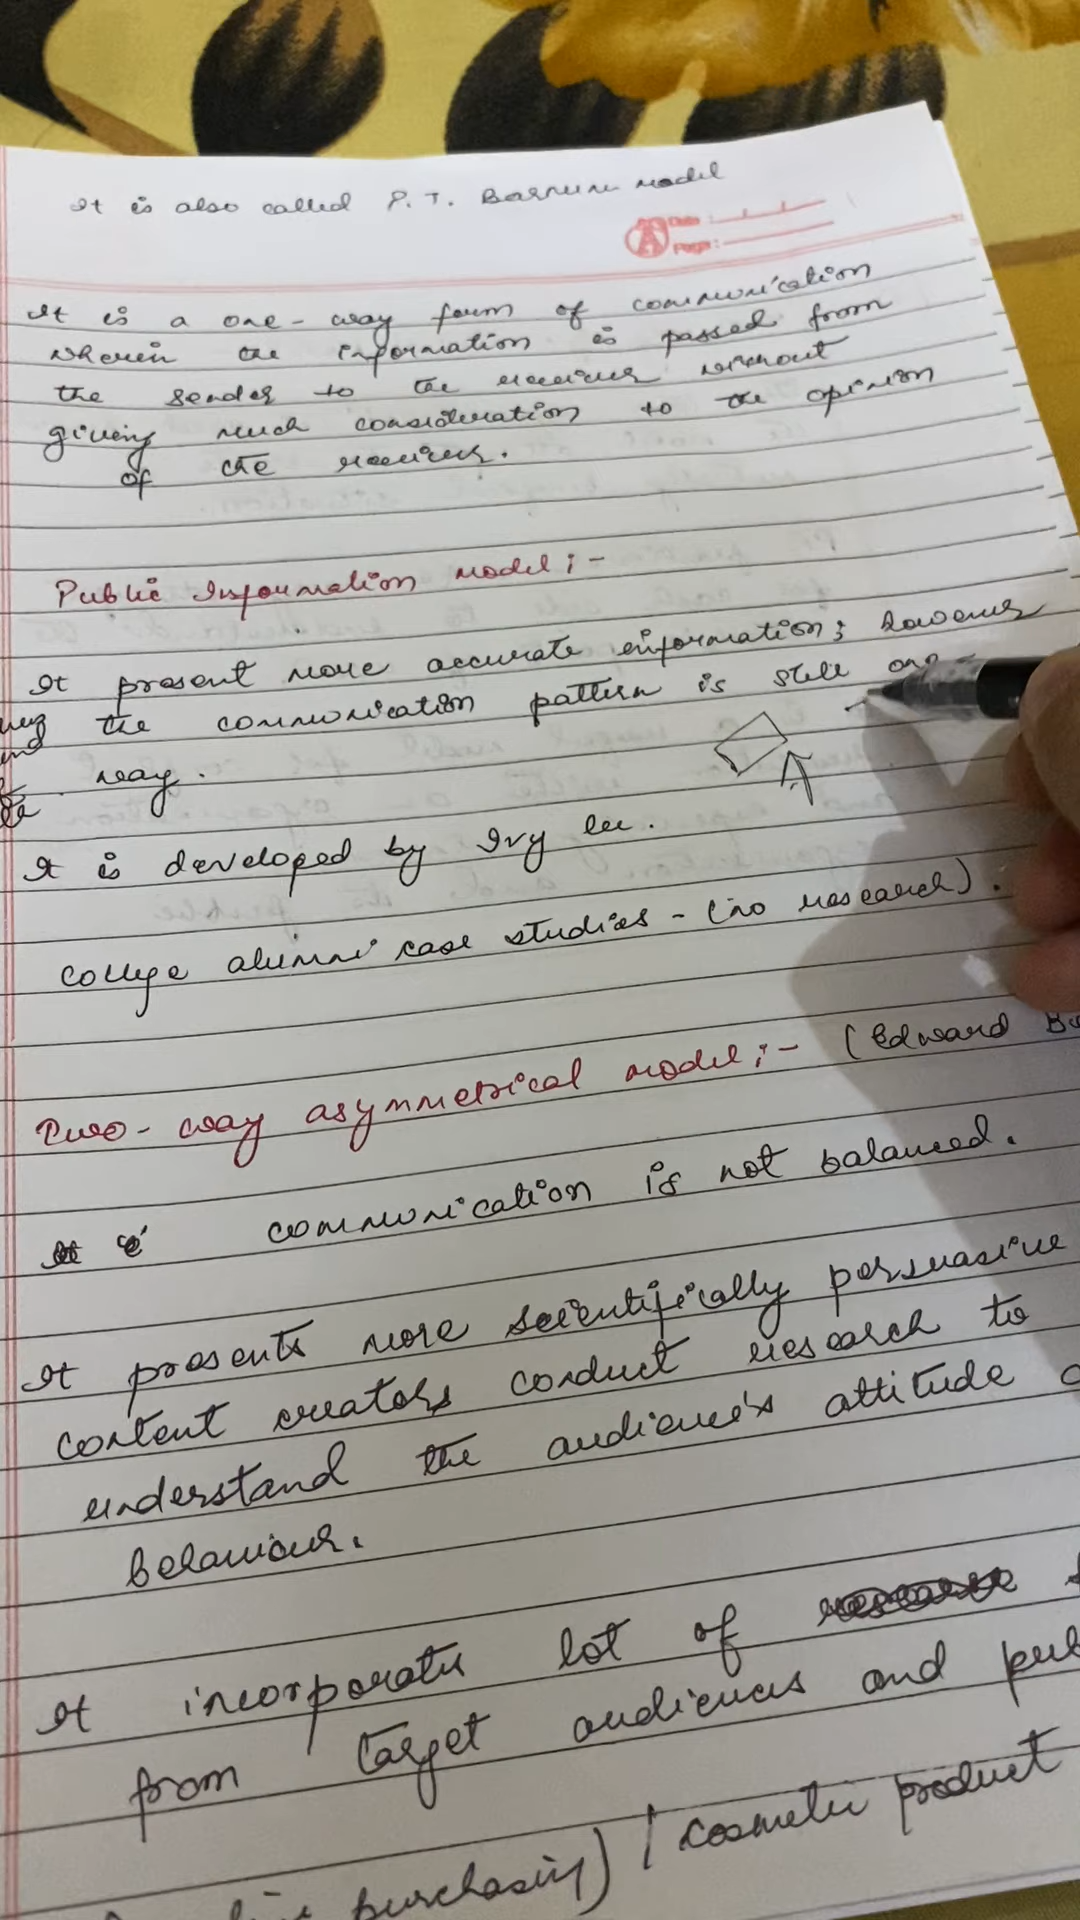 It is also called P. T. Barnum model
Date :
Page :
It is a one-way form of communication
wherein the information is passed from
the sender to the receiver without
giving much consideration to the opinion
of the receiver.
Public Information model ; -
It present more accurate information; however
the communication pattern is still one-
way.
It is developed by Ivy lee.
College alumni case studies - (no research).
Two-way asymmetrical model ; - (Edward
communication is not balanced.
It presents more scientifically persuasive
content creators conduct research to
understand the audience's attitude
behaviour.
It incorporates lot of
from target audiences and
purchasing) / cosmetic product